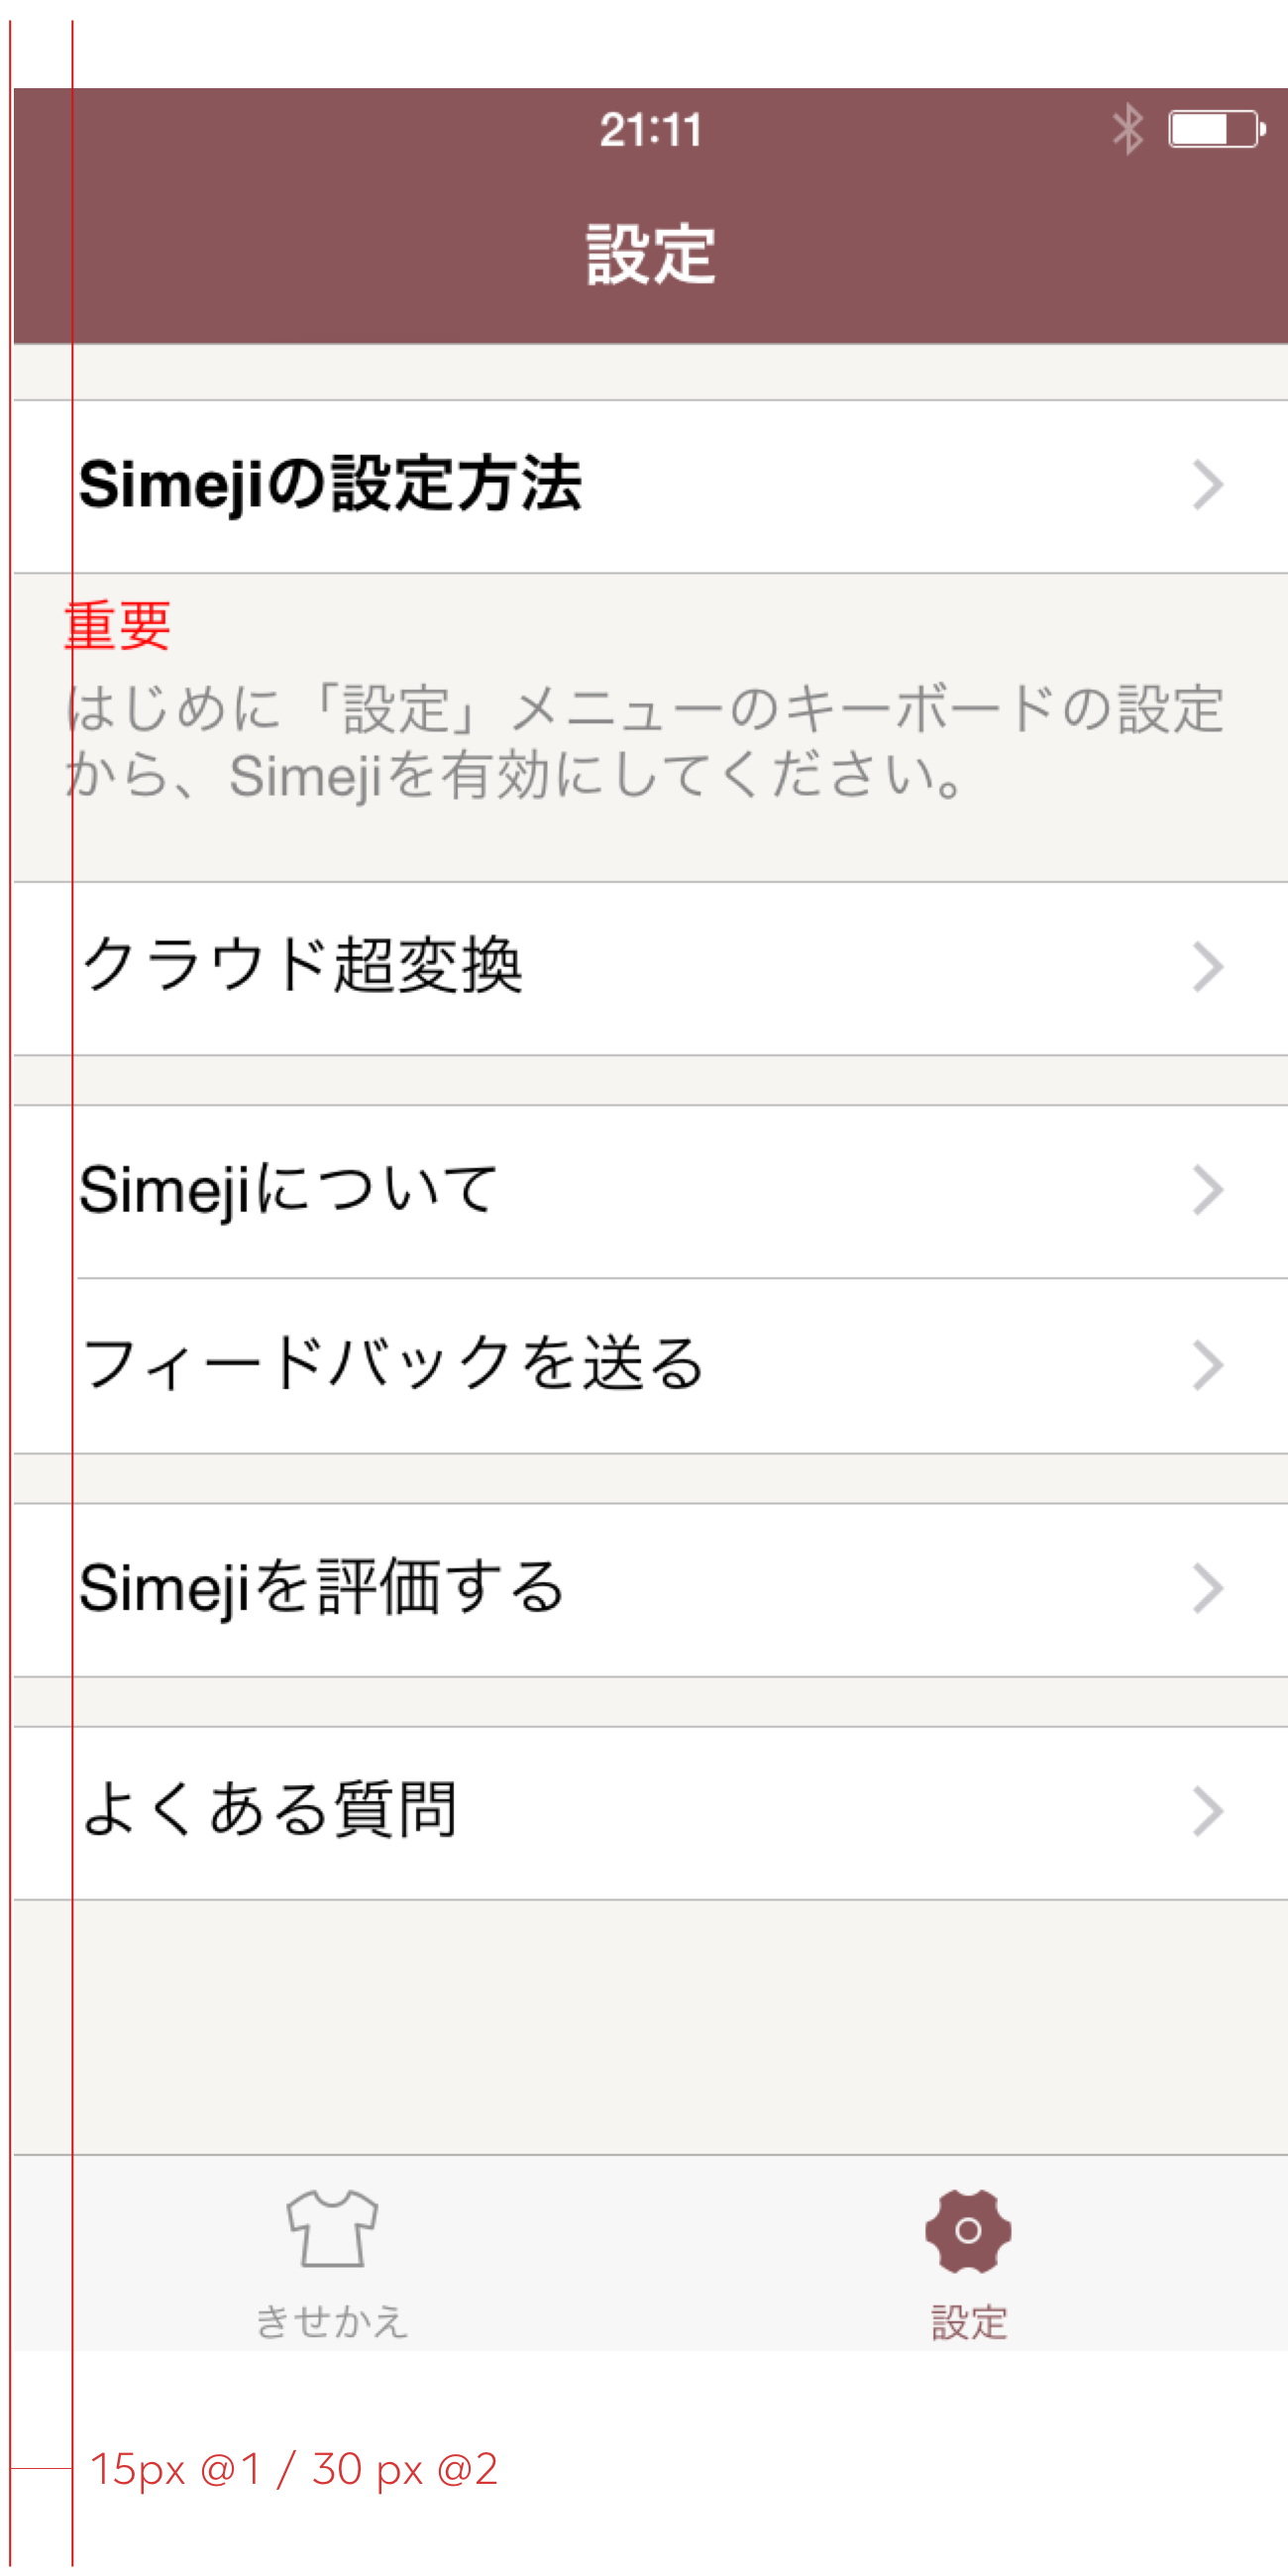 21:11
設定
Simejiの設定方法
重要
はじめに「設定」メニューのキーボードの設定
から、Simejiを有効にしてください。
クラウド超変換
Simejiについて
フィードバックを送る
Simejiを評価する
よくある質問
きせかえ
設定
15px @1 / 30 px @2